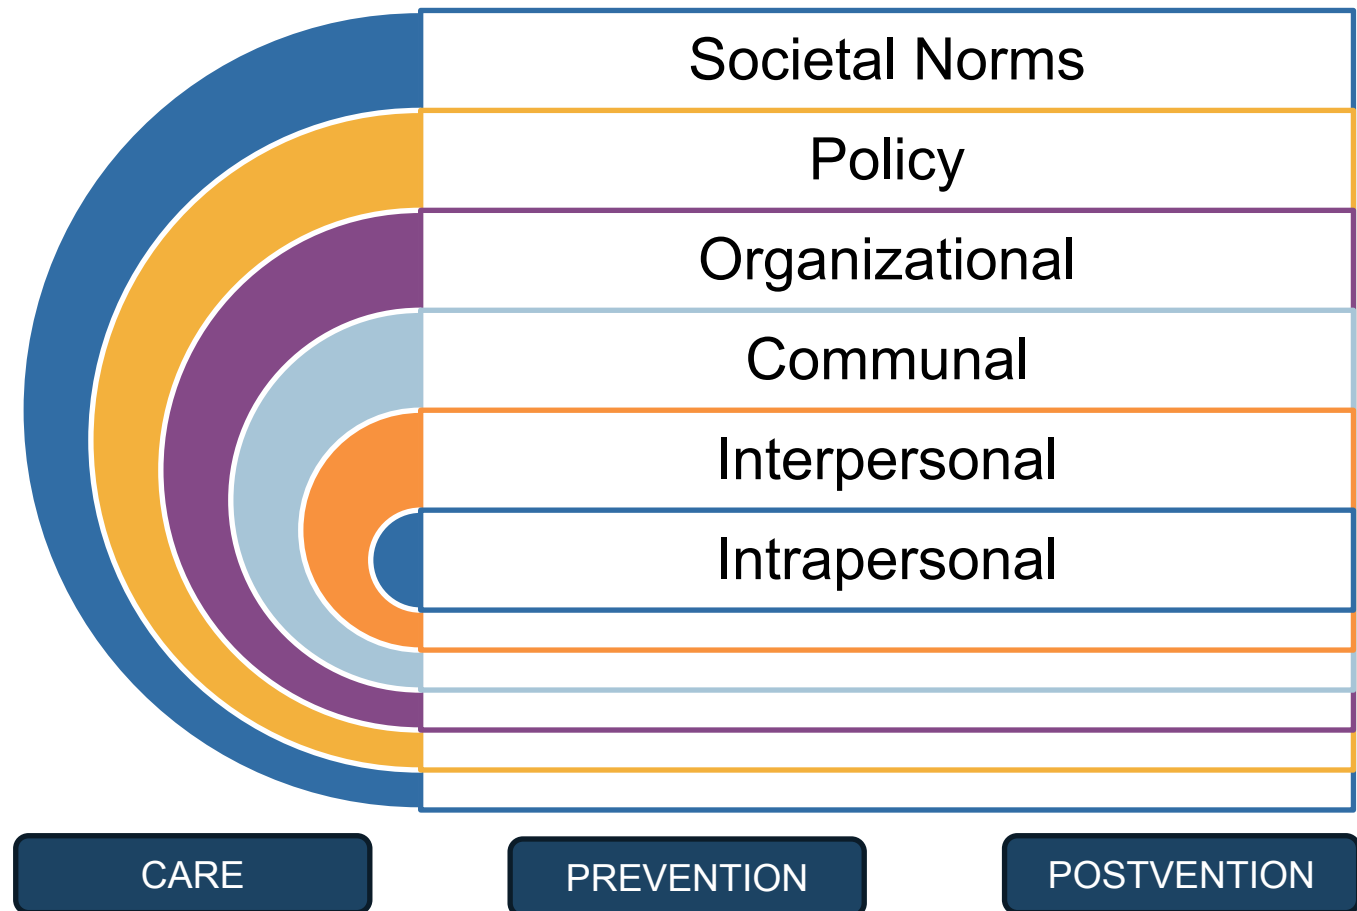 Societal Norms
Policy
Organizational
Communal
Interpersonal
Intrapersonal
CARE
PREVENTION
POSTVENTION